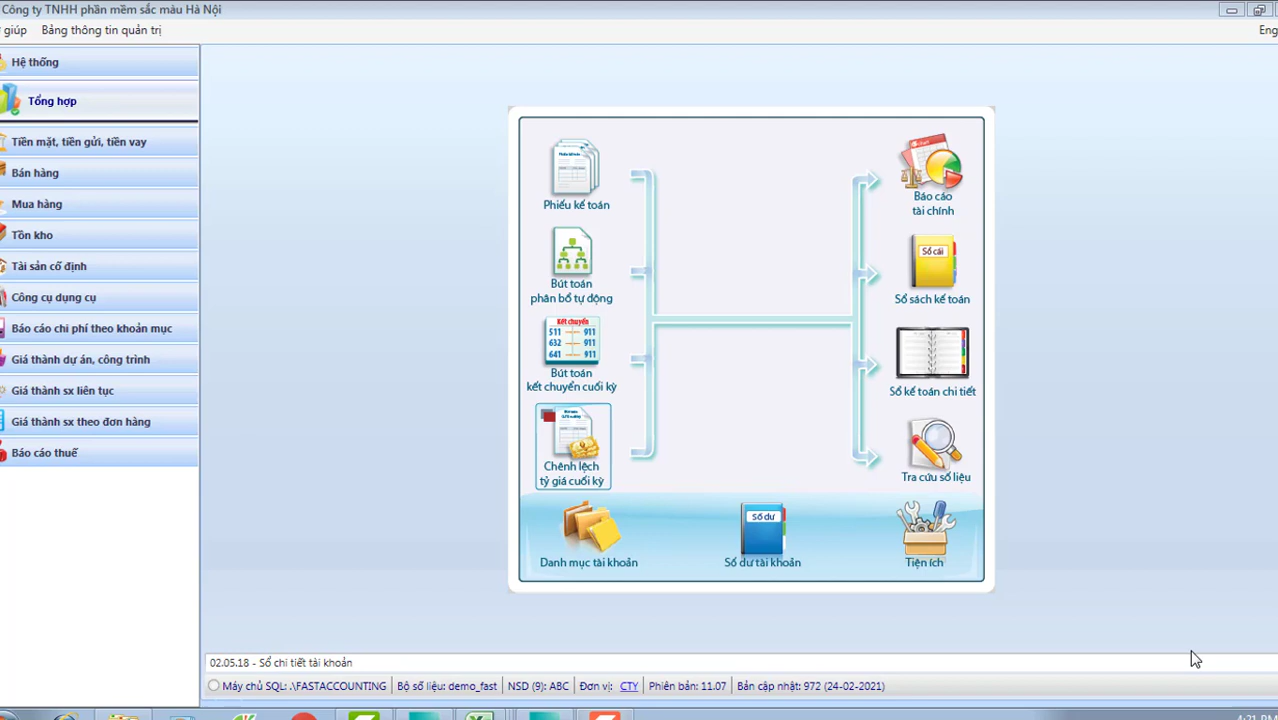 Công ty TNHH phần mềm sắc màu Hà Nội
giúp Bảng thông tin quản trị Eng
Hệ thống
Tổng hợp
Tiền mặt, tiền gửi, tiền vay
Bán hàng
Mua hàng
Tồn kho
Tài sản cố định
Công cụ dụng cụ
Báo cáo chi phí theo khoản mục
Giá thành dự án, công trình
Giá thành sx liên tục
Giá thành sx theo đơn hàng
Báo cáo thuế
Phiếu kế toán
Phiếu kế toán
Bút toán
phân bổ tự động
Kết chuyển
511 911
632 911
641 911
Bút toán
kết chuyển cuối kỳ
Chênh lệch
tỷ giá cuối kỳ
Báo cáo
tài chính
Sổ cái
Sổ sách kế toán
Sổ kế toán chi tiết
Tra cứu số liệu
Danh mục tài khoản
Số dư
Số dư tài khoản
Tiện ích
02.05.18 - Sổ chi tiết tài khoản
Máy chủ SQL: .\FASTACCOUNTING Bộ số liệu: demo_fast NSD (9): ABC Đơn vị: CTY Phiên bản: 11.07 Bản cập nhật: 972 (24-02-2021)
4:21 PM